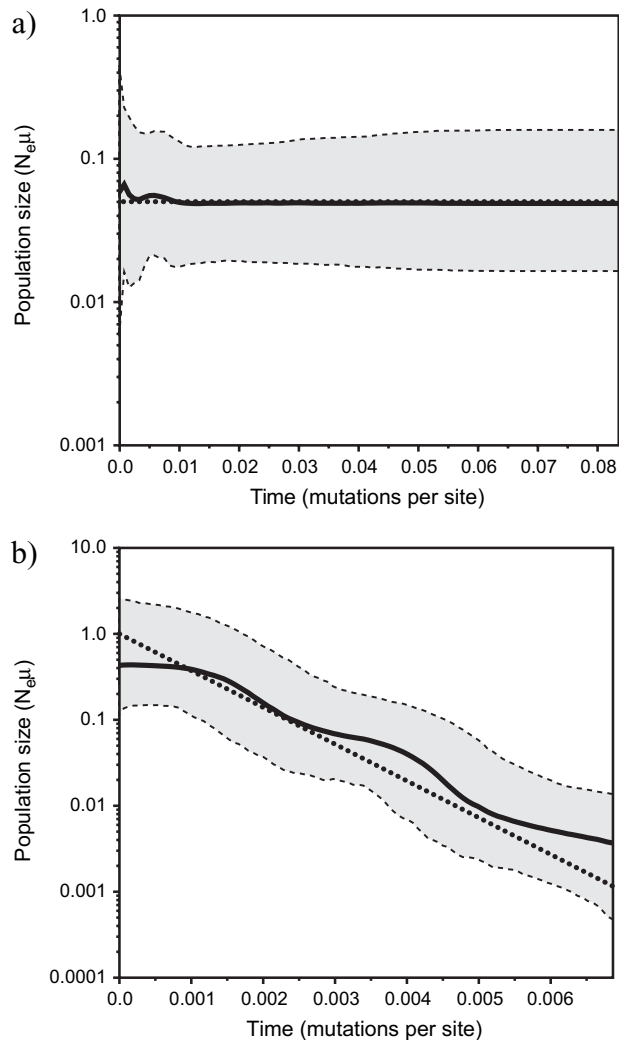 a)
1.0
0.1
0.01
0.001
Population size (Nₑμ)
0.0 0.01 0.02 0.03 0.04 0.05 0.06 0.07 0.08
Time (mutations per site)
b)
10.0
1.0
0.1
0.01
0.001
0.0001
Population size (Nₑμ)
0.0 0.001 0.002 0.003 0.004 0.005 0.006
Time (mutations per site)